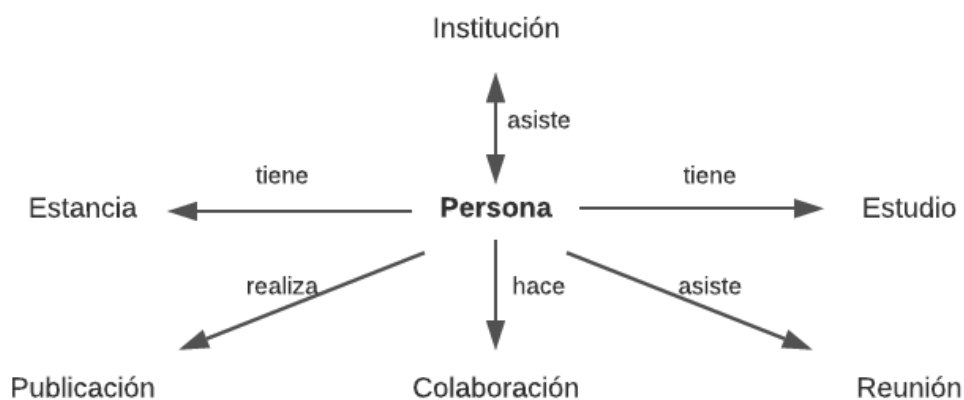 Institución
asiste
tiene
tiene
Estancia
Persona
Estudio
realiza
hace
asiste
Publicación
Colaboración
Reunión